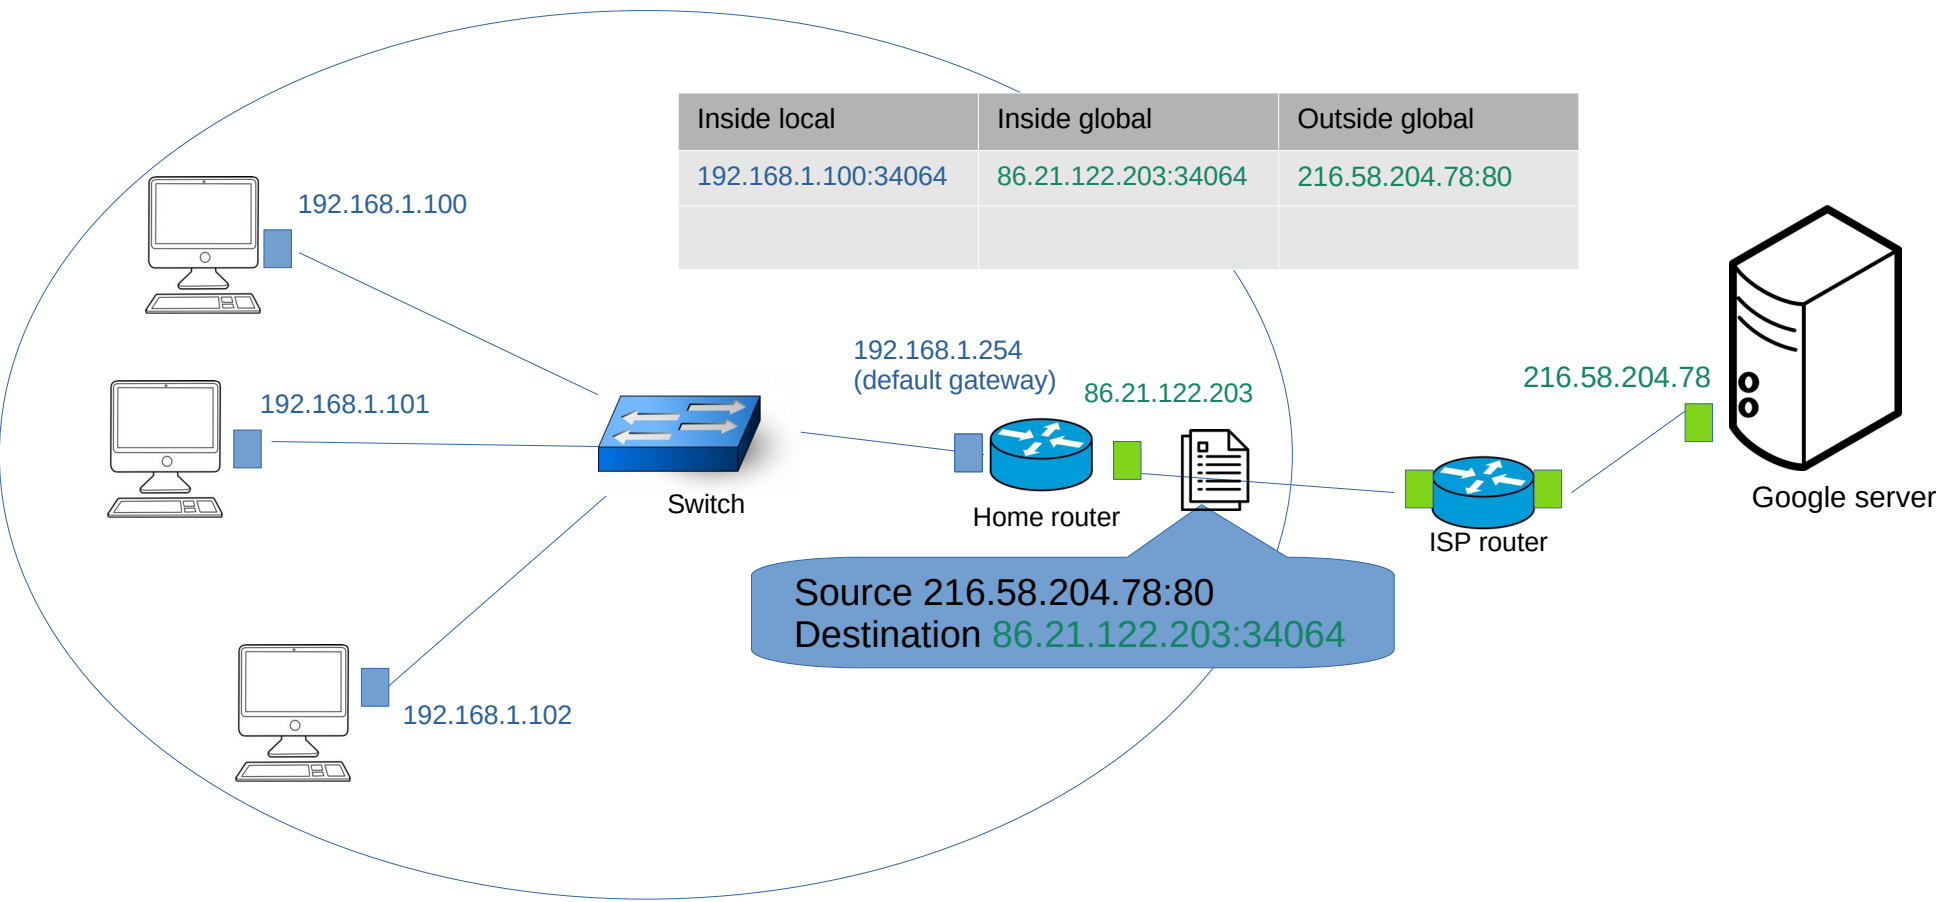 Inside local
Inside global
Outside global
192.168.1.100:34064
86.21.122.203:34064
216.58.204.78:80
192.168.1.100
192.168.1.254
(default gateway)
86.21.122.203
216.58.204.78
192.168.1.101
Switch
Home router
Google server
ISP router
Source 216.58.204.78:80
Destination 86.21.122.203:34064
192.168.1.102